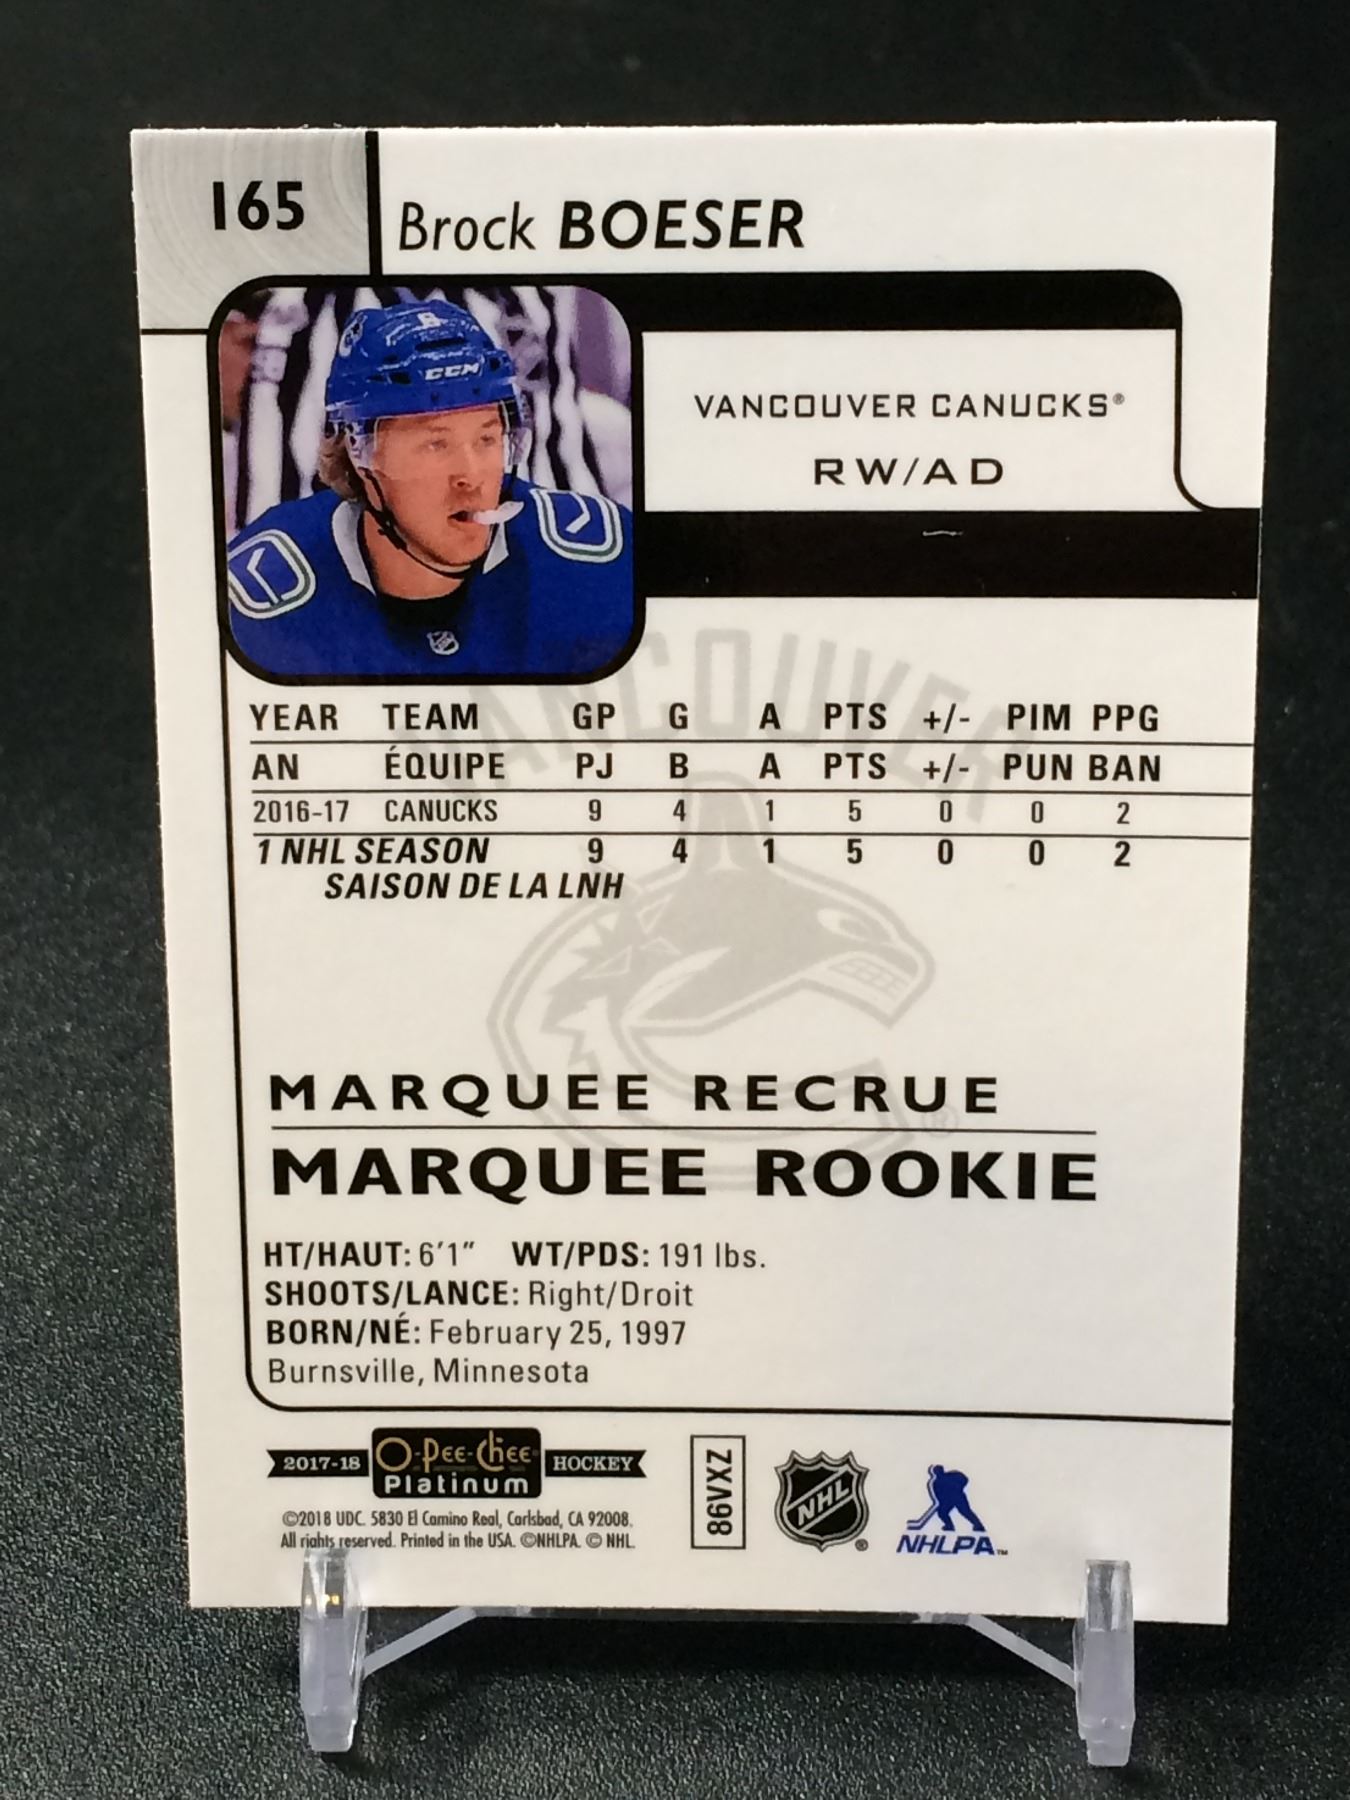 165
Brock BOESER
8
CCM
VANCOUVER CANUCKS®
RW/AD
VANCOUVER
YEAR TEAM GP G A PTS +/- PIM PPG
AN ÉQUIPE PJ B A PTS +/- PUN BAN
2016-17 CANUCKS 9 4 1 5 0 0 2
1 NHL SEASON 9 4 1 5 0 0 2
SAISON DE LA LNH
MARQUEE RECRUE
MARQUEE ROOKIE
HT/HAUT: 6'1" WT/PDS: 191 lbs.
SHOOTS/LANCE: Right/Droit
BORN/NÉ: February 25, 1997
Burnsville, Minnesota
2017-18 O-Pee-Chee Platinum HOCKEY
©2018 UDC. 5830 El Camino Real, Carlsbad, CA 92008.
All rights reserved. Printed in the USA. ©NHLPA. © NHL.
86VXZ
NHL®
NHLPA™